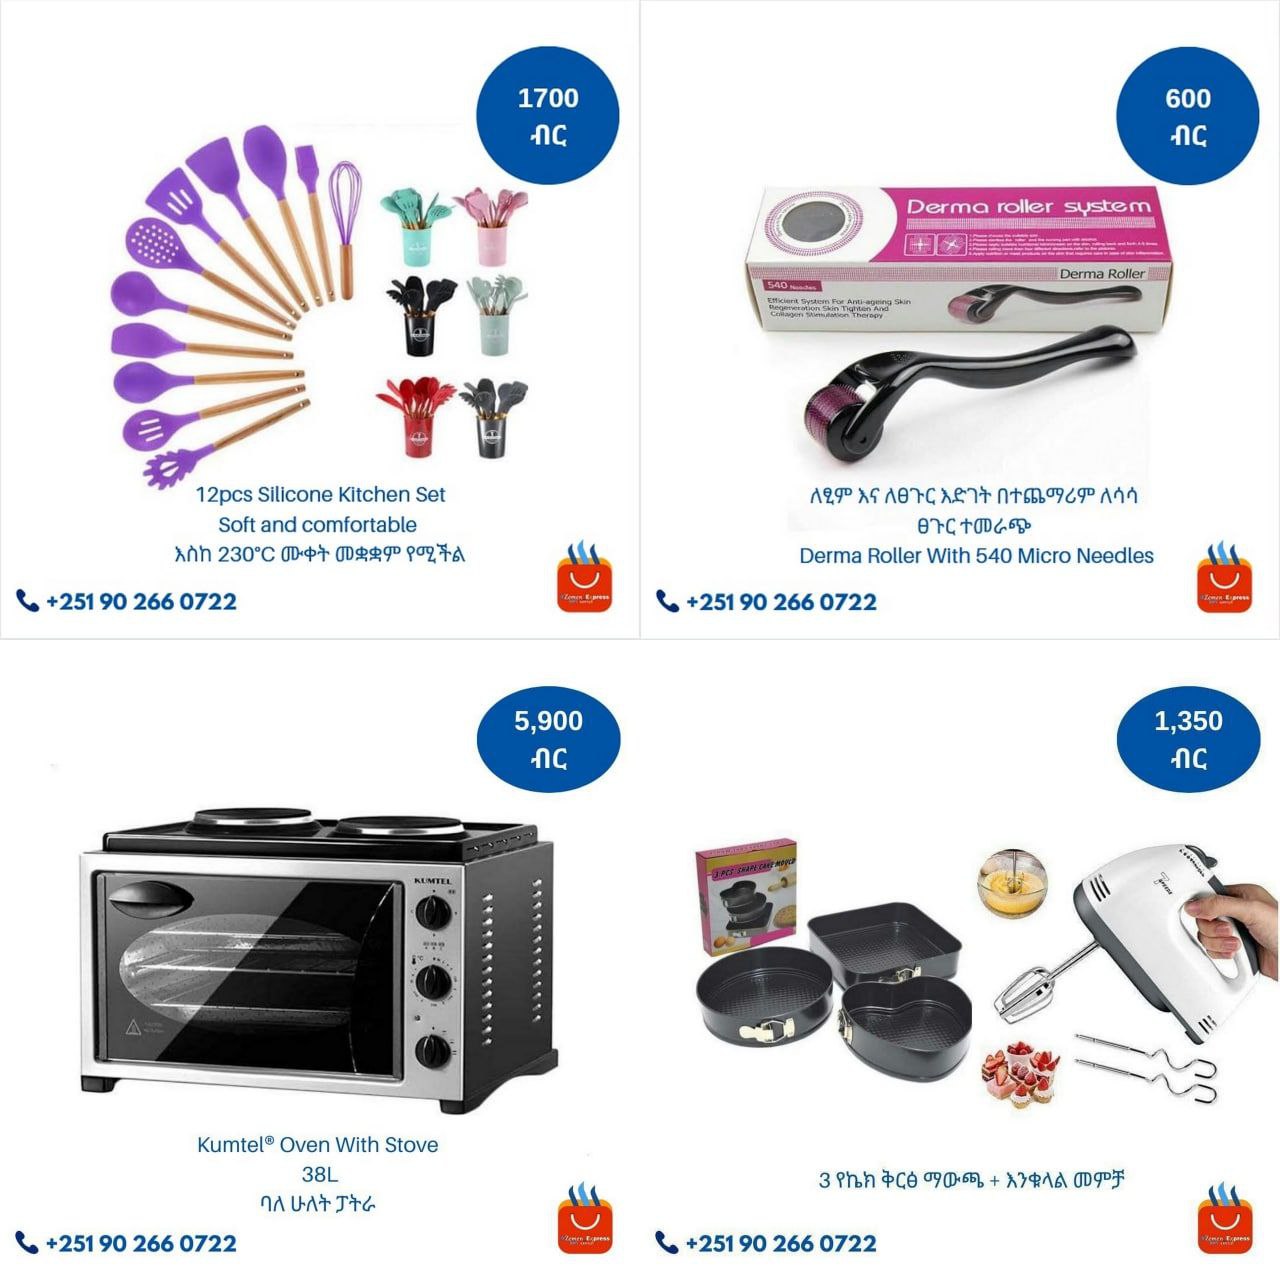 1700
ብር
12pcs Silicone Kitchen Set
Soft and comfortable
እስከ 230°C ሙቀት መቋቋም የሚችል
+251 90 266 0722
Zemen Express
600
ብር
Derma roller system
Derma Roller
540 Needles
Efficient System For Anti-ageing Skin
Regeneration Skin Tighten And
Collagen Stimulation Therapy
ለፂም እና ለፀጉር እድገት በተጨማሪም ለሳሳ
ፀጉር ተመራጭ
Derma Roller With 540 Micro Needles
+251 90 266 0722
Zemen Express
5,900
ብር
KUMTEL
Kumtel® Oven With Stove
38L
ባለ ሁለት ፓትራ
+251 90 266 0722
Zemen Express
1,350
ብር
3 PCS SHAPE CAKE MOULD
3 የኬክ ቅርፅ ማውጫ + እንቁላል መምቻ
+251 90 266 0722
Zemen Express